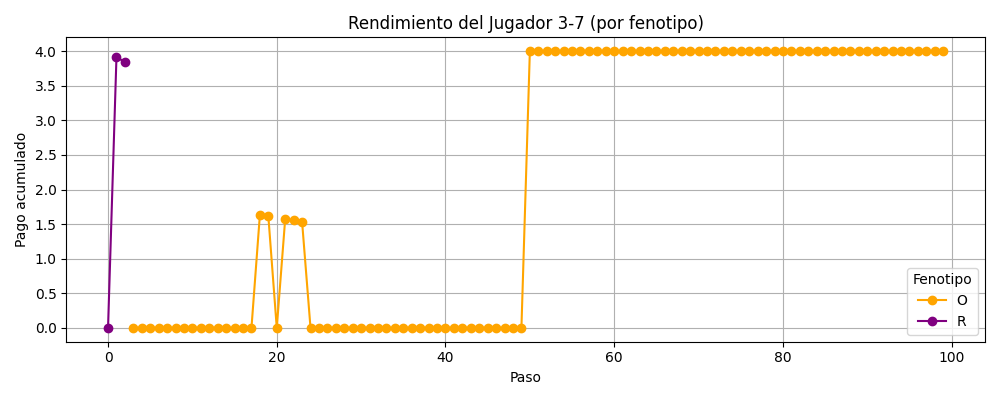 Rendimiento del Jugador 3-7 (por fenotipo)
Pago acumulado
4.0
3.5
3.0
2.5
2.0
1.5
1.0
0.5
0.0
Fenotipo
O
R
0 20 40 60 80 100
Paso